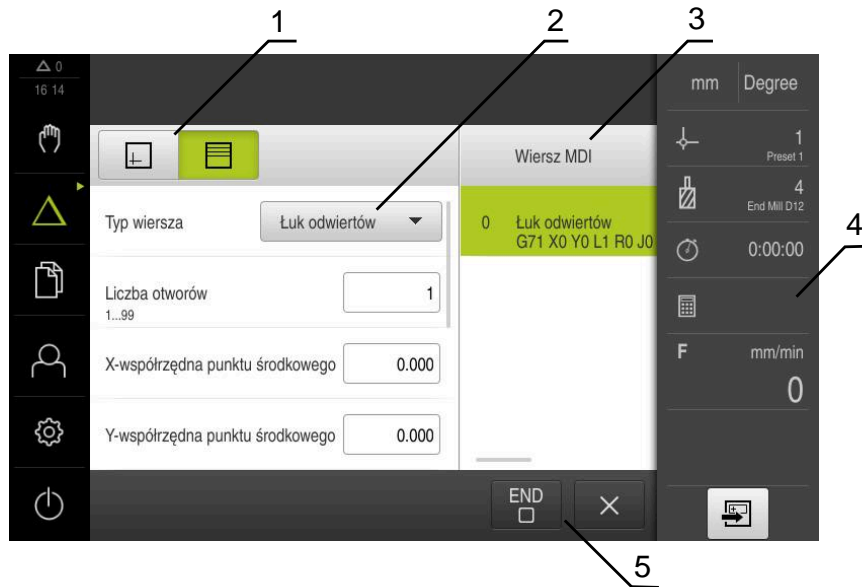 1
2
3
0
16 14
mm Degree
1
Preset 1
Wiersz MDI
4
End Mill D12
Typ wiersza
Łuk odwiertów
0 Łuk odwiertów
G71 X0 Y0 L1 R0 J0
4
0:00:00
Liczba otworów
1...99
1
X-współrzędna punktu środkowego
0.000
F mm/min
0
Y-współrzędna punktu środkowego
0.000
END
5